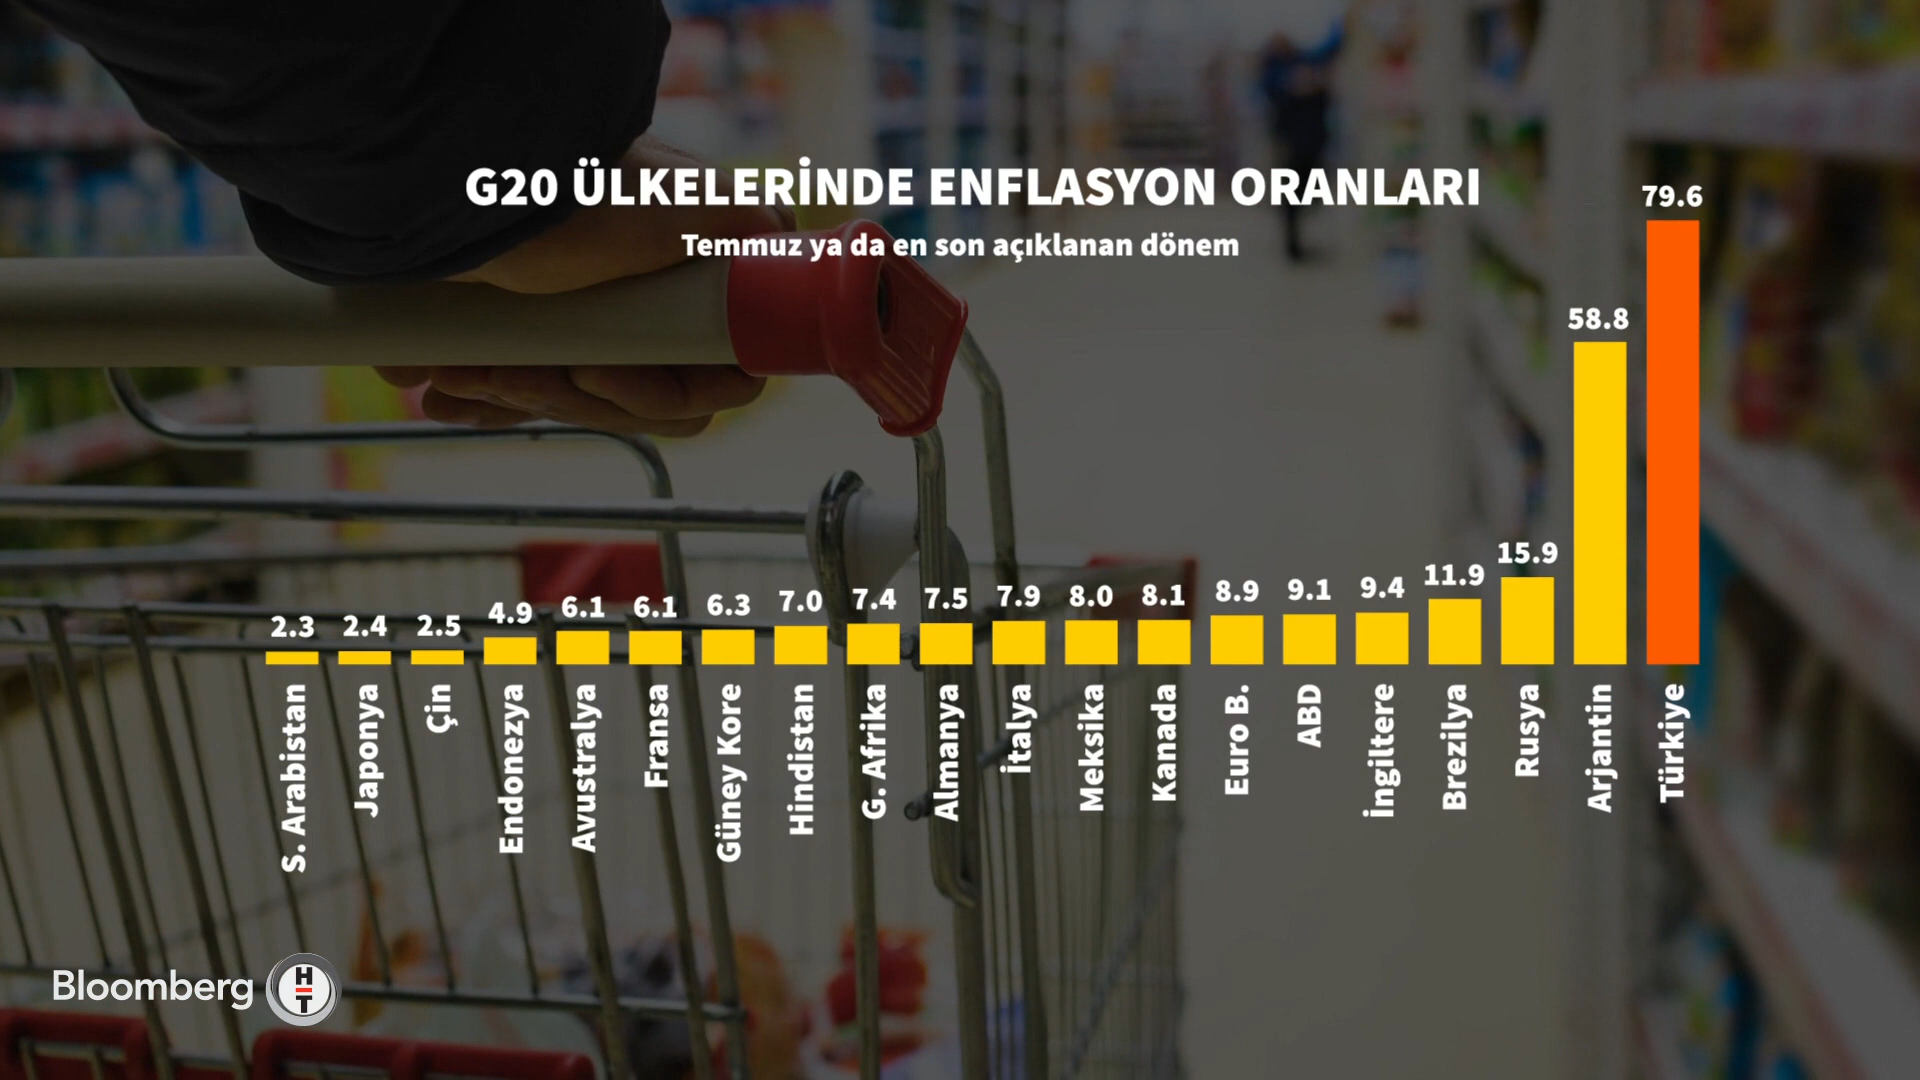 G20 ÜLKELERİNDE ENFLASYON ORANLARI
Temmuz ya da en son açıklanan dönem
2.3
2.4
2.5
4.9
6.1
6.1
6.3
7.0
7.4
7.5
7.9
8.0
8.1
8.9
9.1
9.4
11.9
15.9
58.8
79.6
S. Arabistan
Japonya
Çin
Endonezya
Avustralya
Fransa
Güney Kore
Hindistan
G. Afrika
Almanya
İtalya
Meksika
Kanada
Euro B.
ABD
İngiltere
Brezilya
Rusya
Arjantin
Türkiye
Bloomberg HT